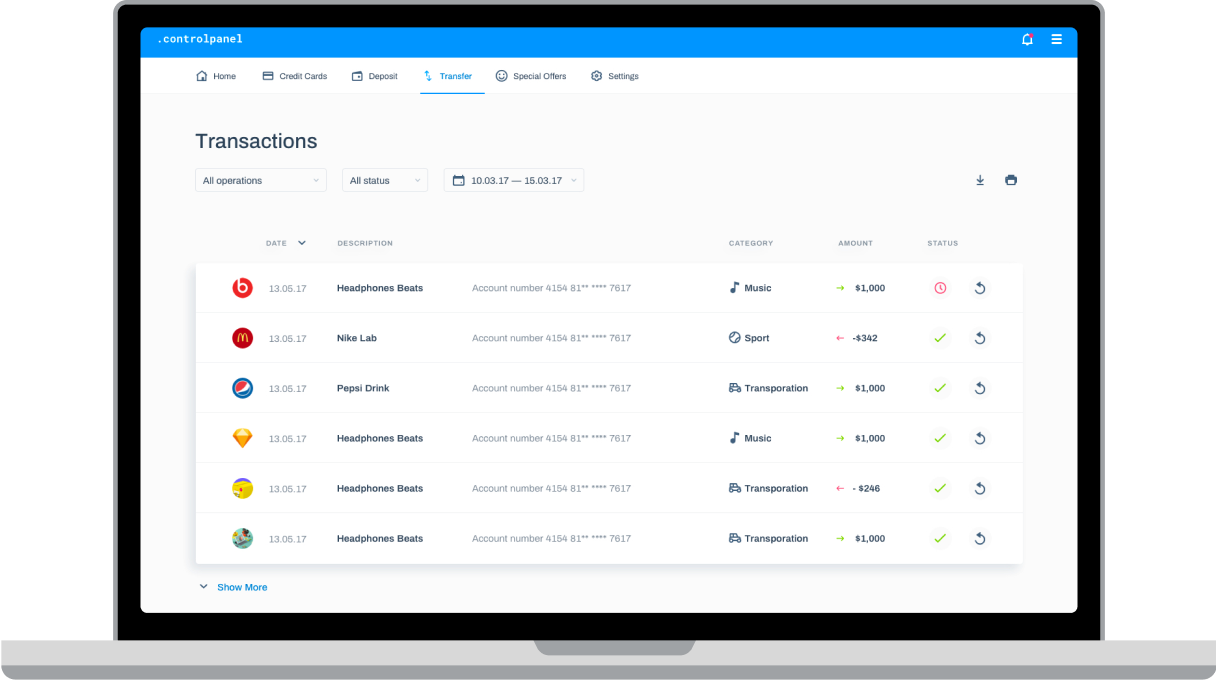 .controlpanel
Home Credit Cards Deposit Transfer Special Offers Settings
Transactions
All operations All status 10.03.17 — 15.03.17
DATE DESCRIPTION CATEGORY AMOUNT STATUS
13.05.17 Headphones Beats Account number 4154 81** **** 7617 Music $1,000
13.05.17 Nike Lab Account number 4154 81** **** 7617 Sport -$342
13.05.17 Pepsi Drink Account number 4154 81** **** 7617 Transporation $1,000
13.05.17 Headphones Beats Account number 4154 81** **** 7617 Music $1,000
13.05.17 Headphones Beats Account number 4154 81** **** 7617 Transporation - $246
13.05.17 Headphones Beats Account number 4154 81** **** 7617 Transporation $1,000
Show More